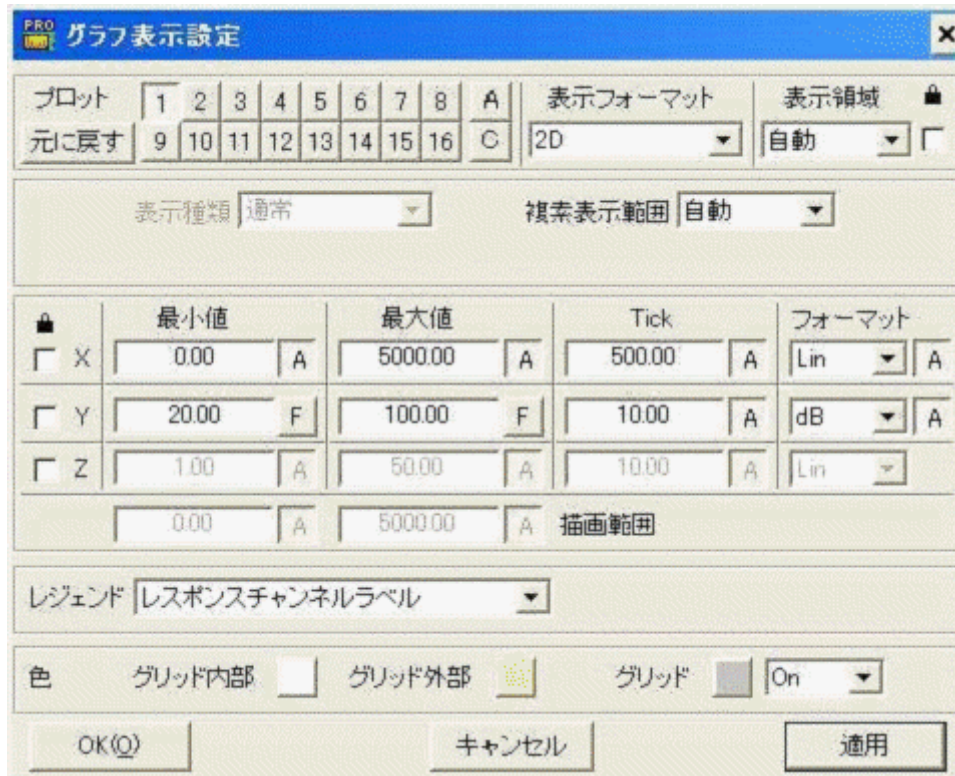 PRO グラフ表示設定
プロット 1 2 3 4 5 6 7 8 A 表示フォーマット 表示領域
元に戻す 9 10 11 12 13 14 15 16 C 2D 自動
表示種類 通常 複素表示範囲 自動
最小値 最大値 Tick フォーマット
X 0.00 A 5000.00 A 500.00 A Lin A
Y 20.00 F 100.00 F 10.00 A dB A
Z 1.00 A 50.00 A 10.00 A Lin
0.00 A 5000.00 A 描画範囲
レジェンド レスポンスチャンネルラベル
色 グリッド内部 グリッド外部 グリッド On
OK(O) キャンセル 適用